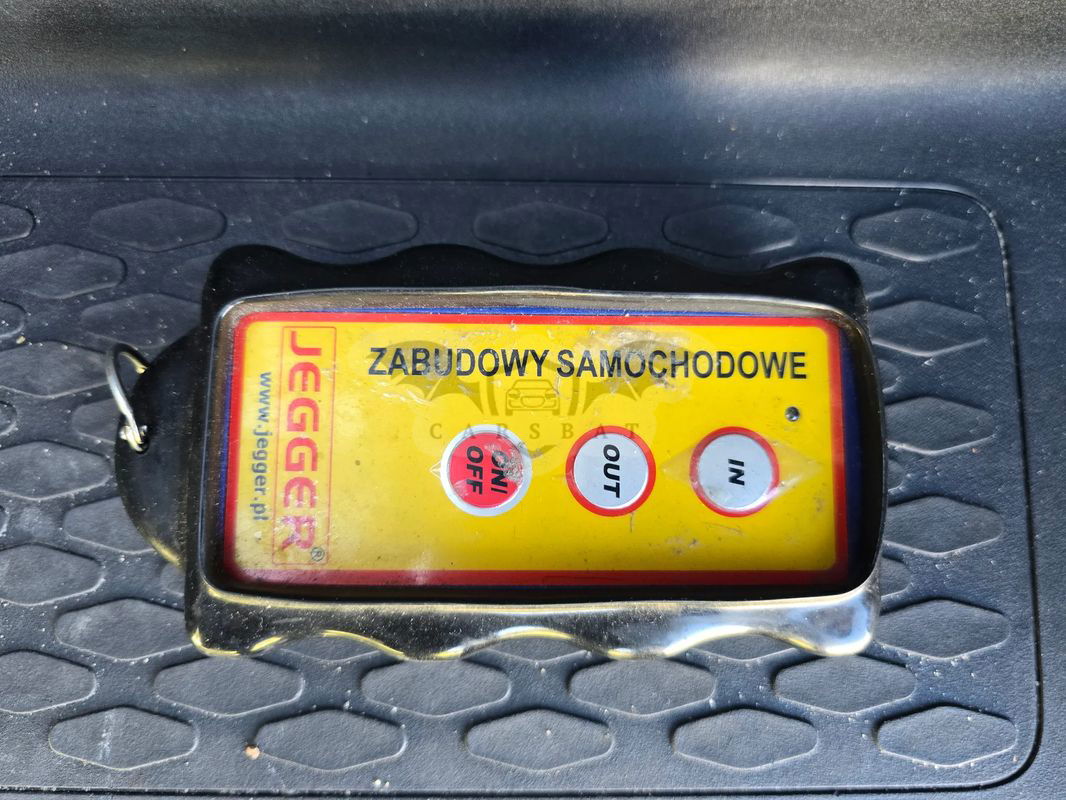 ZABUDOWY SAMOCHODOWE
JEGGER®
www.jegger.pl
CARSBAT
ON/
OFF
OUT
IN